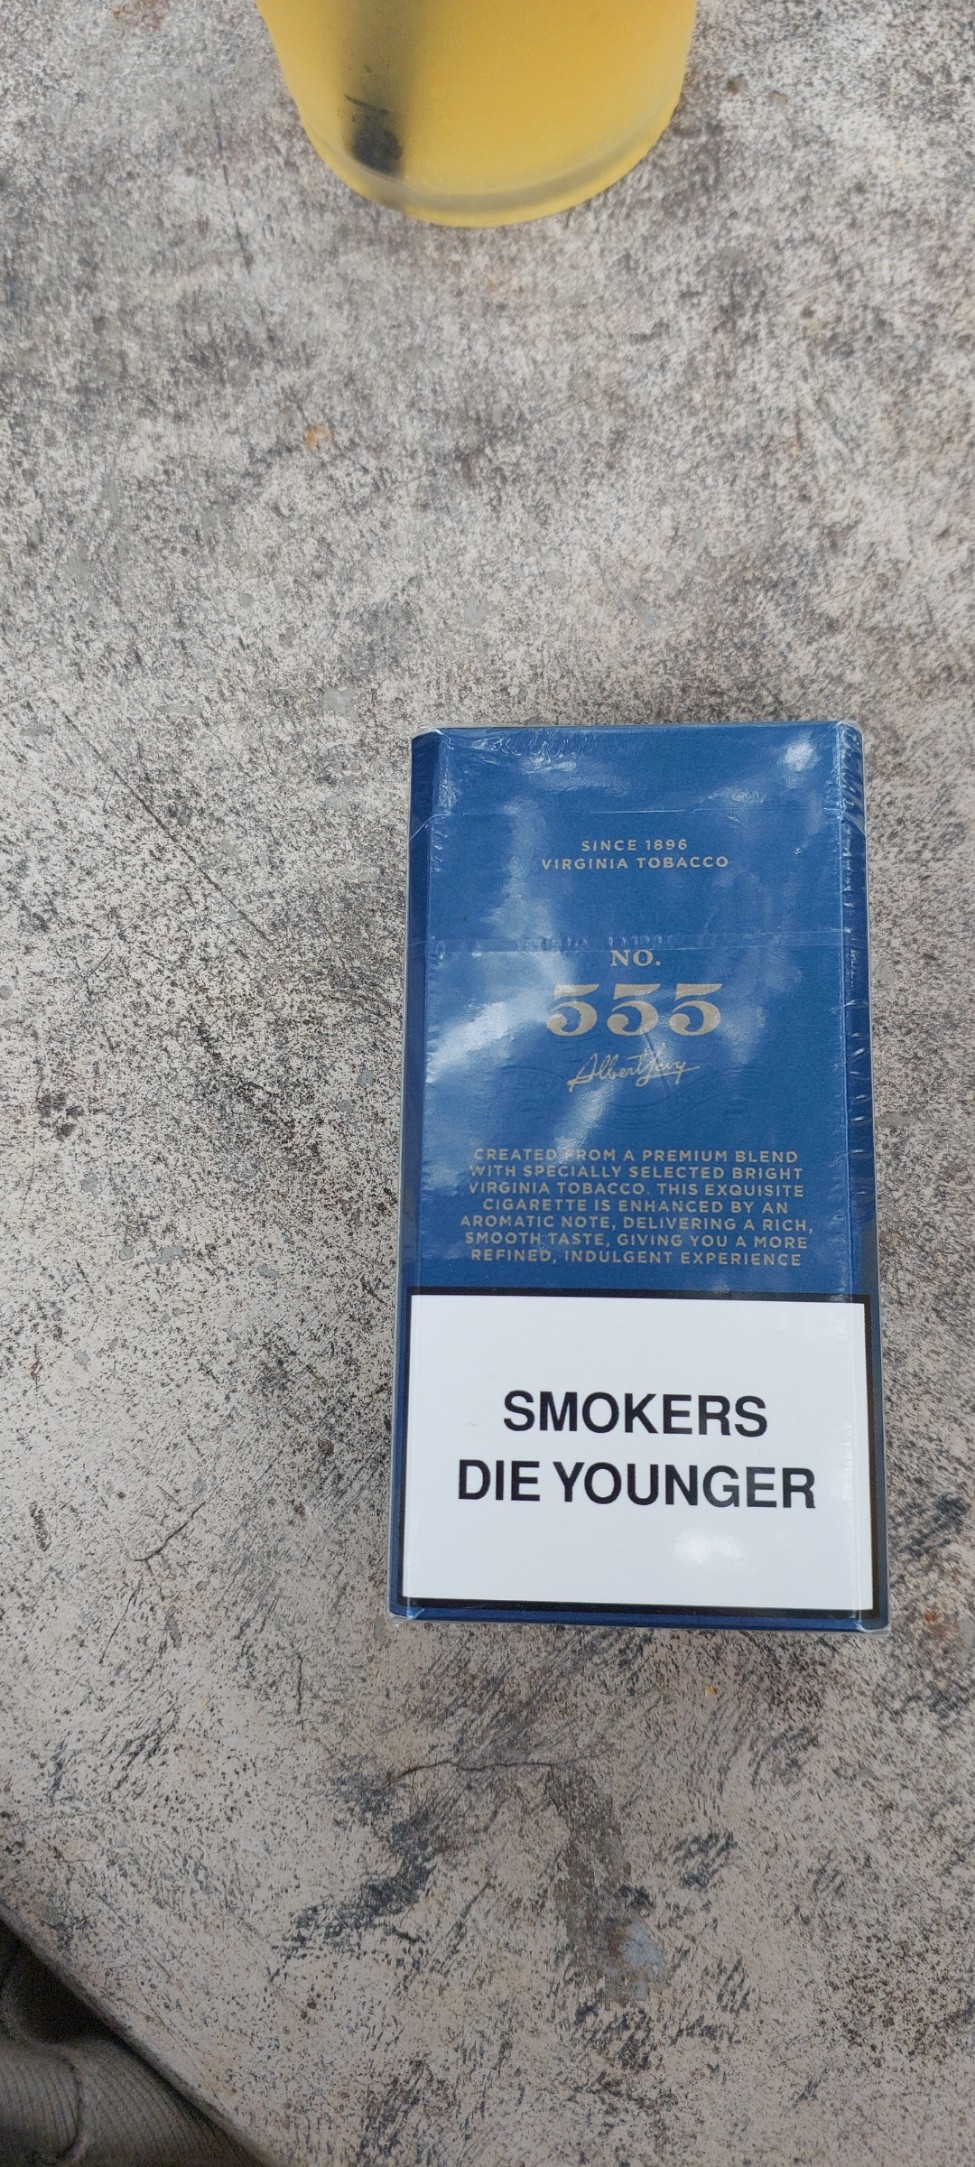 SINCE 1896
VIRGINIA TOBACCO
NO.
555
Albert Levy
CREATED FROM A PREMIUM BLEND
WITH SPECIALLY SELECTED BRIGHT
VIRGINIA TOBACCO. THIS EXQUISITE
CIGARETTE IS ENHANCED BY AN
AROMATIC NOTE, DELIVERING A RICH,
SMOOTH TASTE, GIVING YOU A MORE
REFINED, INDULGENT EXPERIENCE
SMOKERS
DIE YOUNGER